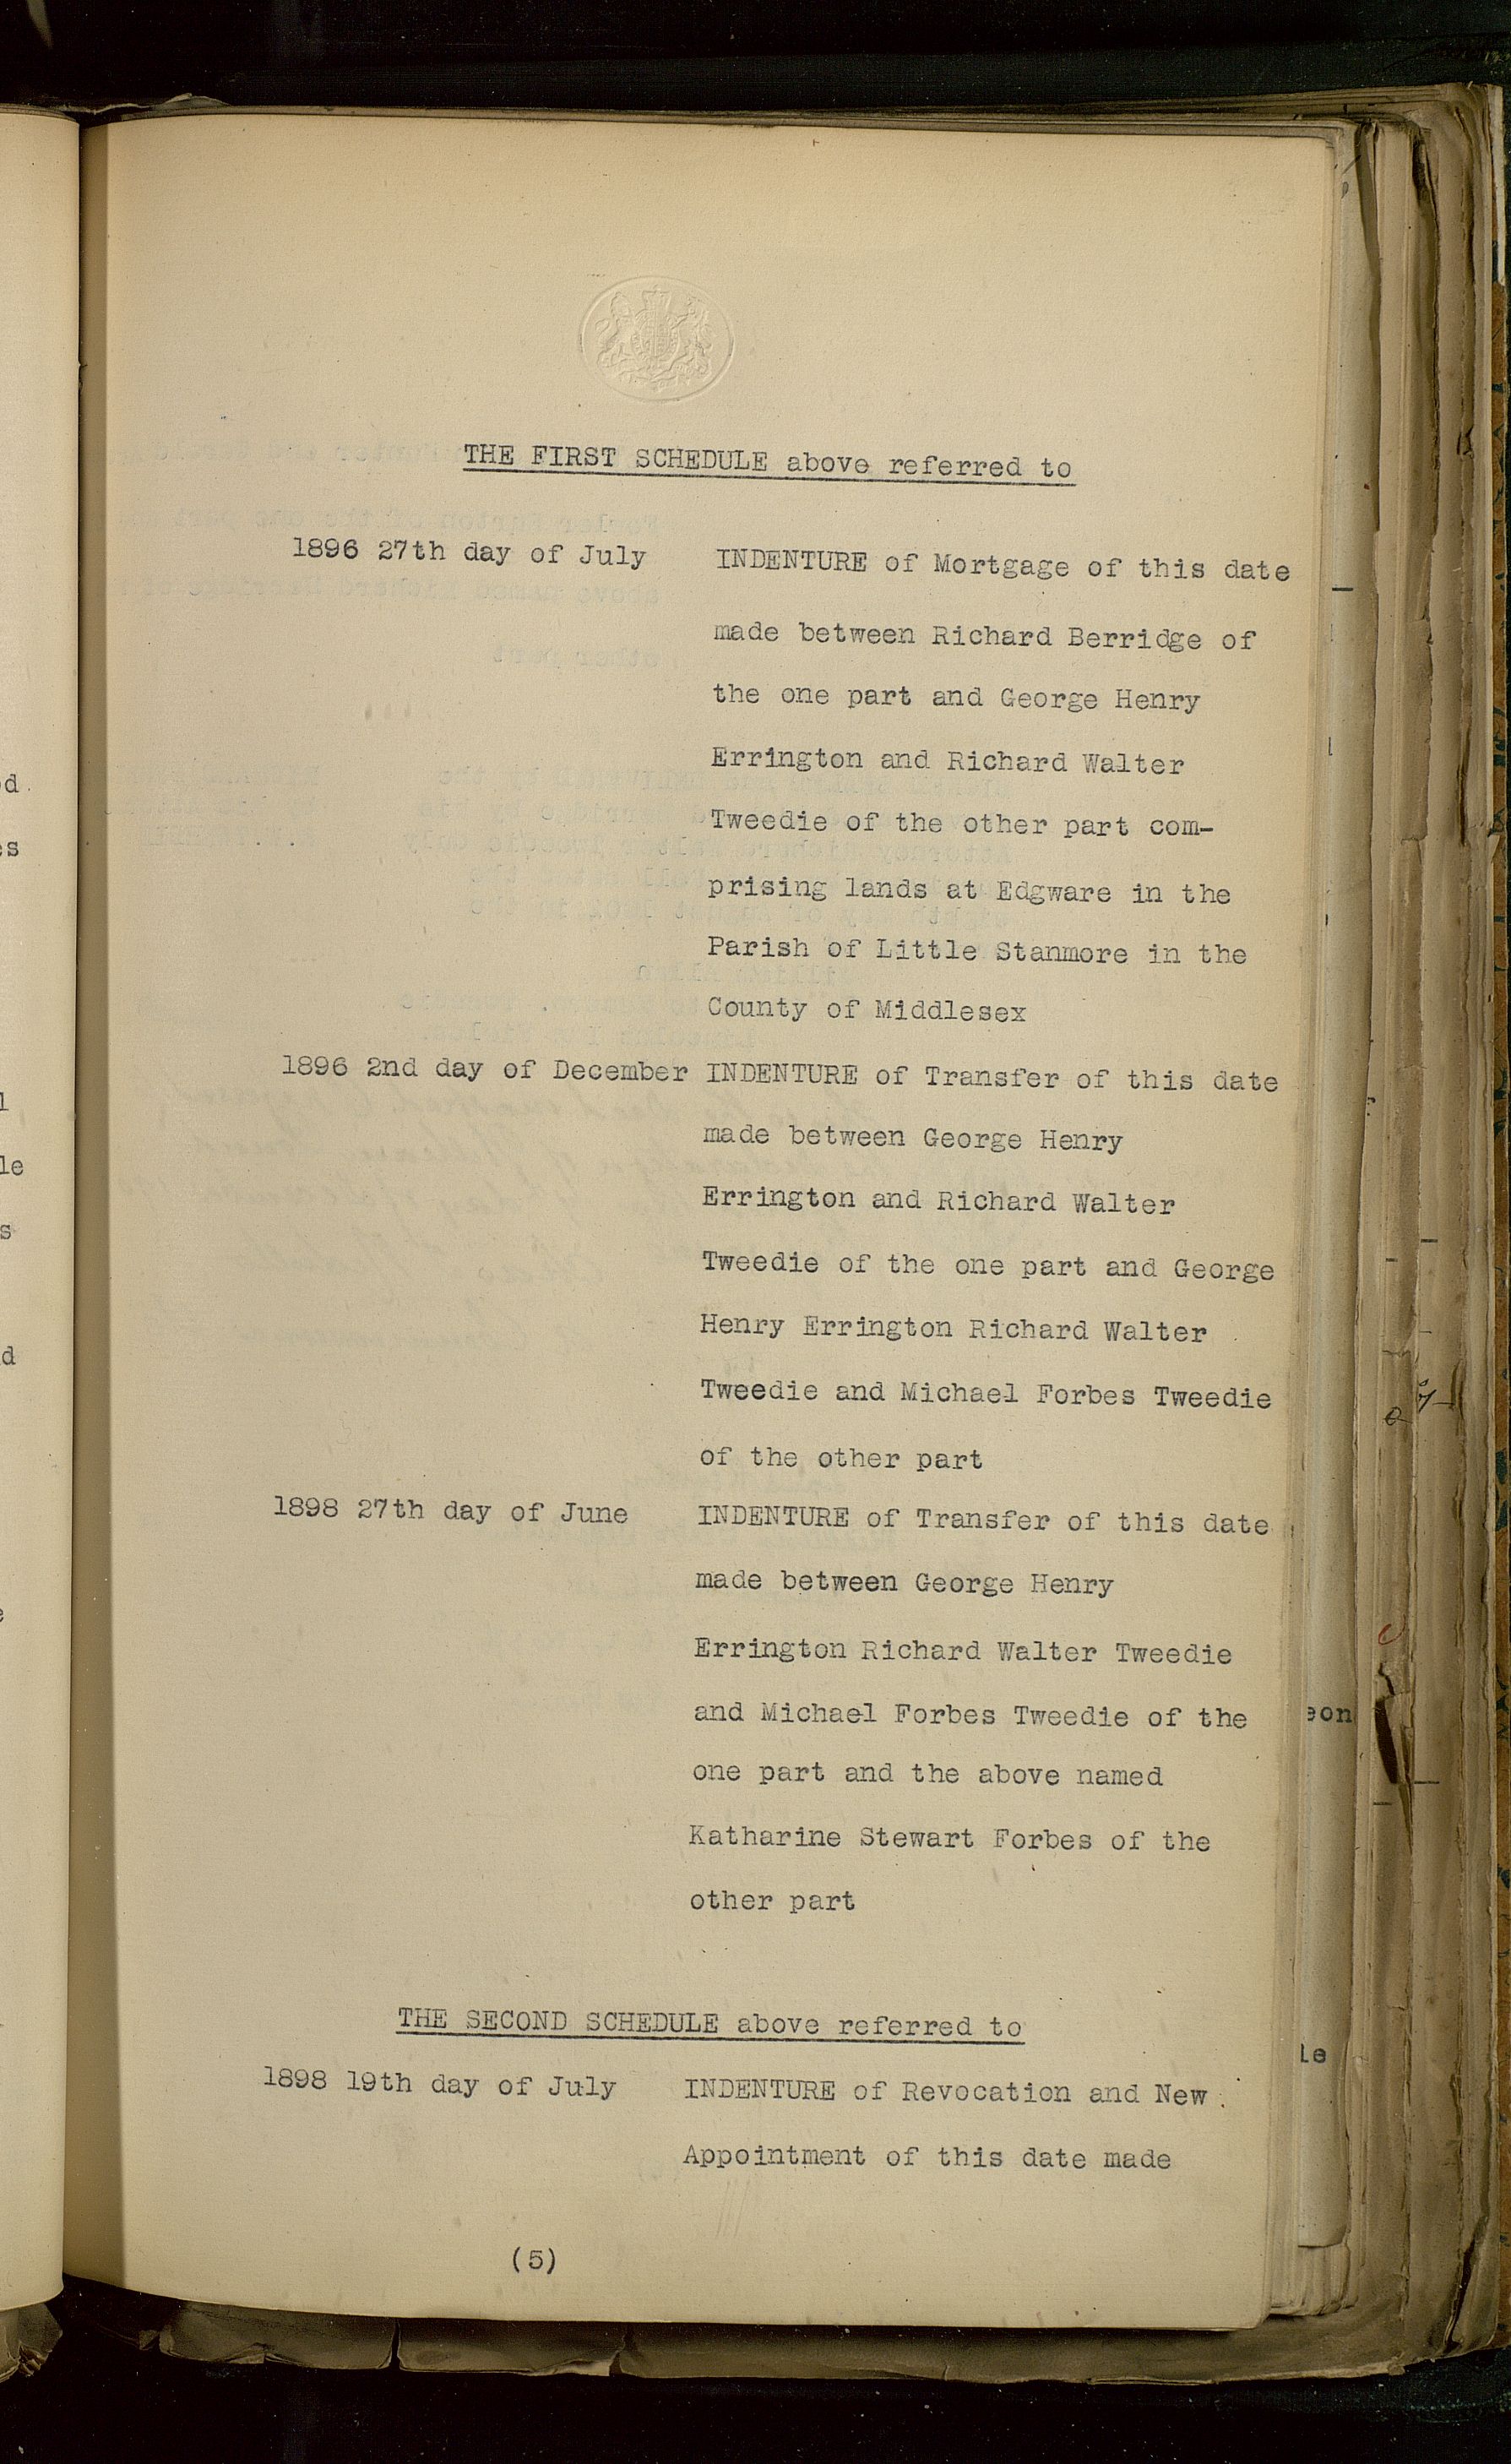 THE FIRST SCHEDULE above referred to
1896 27th day of July INDENTURE of Mortgage of this date
made between Richard Berridge of
the one part and George Henry
Errington and Richard Walter
Tweedie of the other part com-
prising lands at Edgware in the
Parish of Little Stanmore in the
County of Middlesex
1896 2nd day of December INDENTURE of Transfer of this date
made between George Henry
Errington and Richard Walter
Tweedie of the one part and George
Henry Errington Richard Walter
Tweedie and Michael Forbes Tweedie
of the other part
1898 27th day of June INDENTURE of Transfer of this date
made between George Henry
Errington Richard Walter Tweedie
and Michael Forbes Tweedie of the
one part and the above named
Katharine Stewart Forbes of the
other part
THE SECOND SCHEDULE above referred to
1898 19th day of July INDENTURE of Revocation and New
Appointment of this date made
(5)